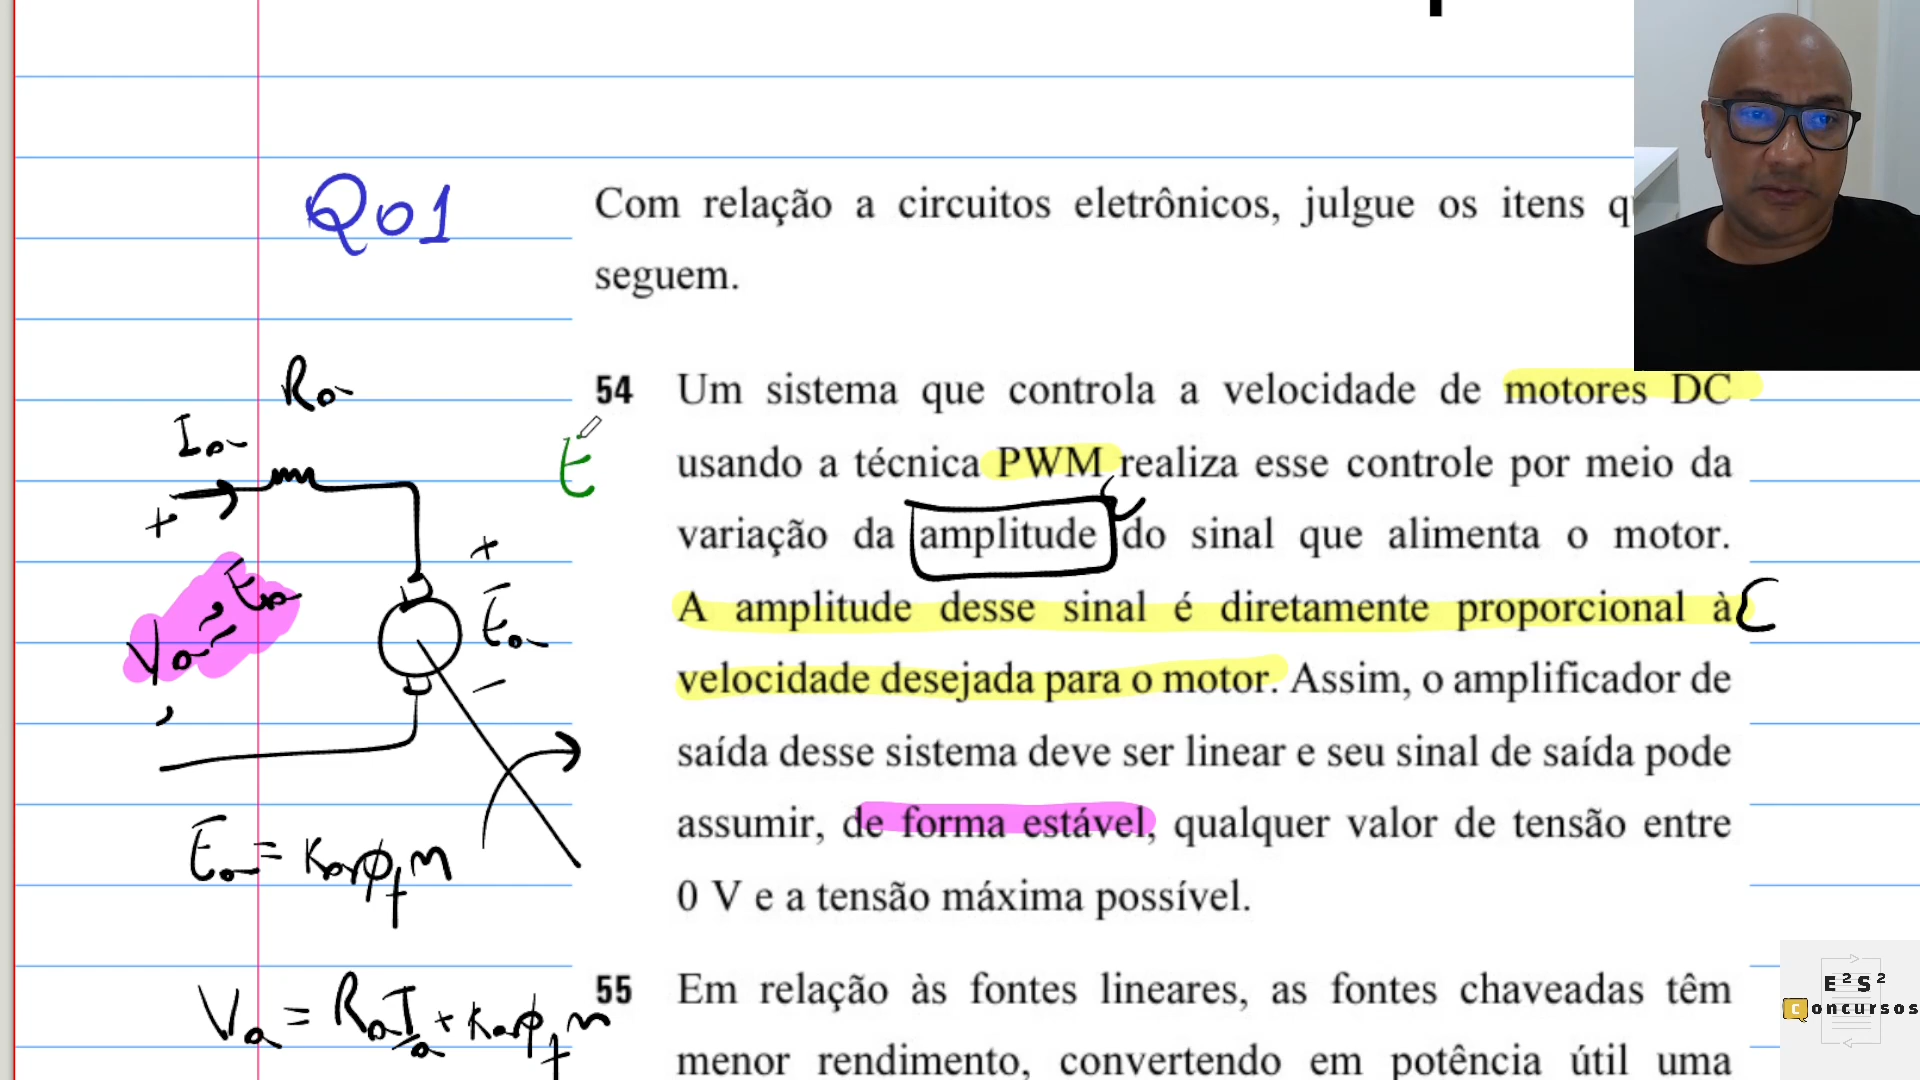 Q01
Com relação a circuitos eletrônicos, julgue os itens
seguem.
54 Um sistema que controla a velocidade de motores DC
usando a técnica PWM realiza esse controle por meio da
variação da amplitude do sinal que alimenta o motor.
A amplitude desse sinal é diretamente proporcional à C
velocidade desejada para o motor. Assim, o amplificador de
saída desse sistema deve ser linear e seu sinal de saída pode
assumir, de forma estável, qualquer valor de tensão entre
0 V e a tensão máxima possível.
55 Em relação às fontes lineares, as fontes chaveadas têm
menor rendimento, convertendo em potência útil uma
Ra
Ia
E
+
+
Va = Ea
Ea
-
Ea = Kaϕf n
Va = RaIa + Kaϕf n
E²S²
Concursos